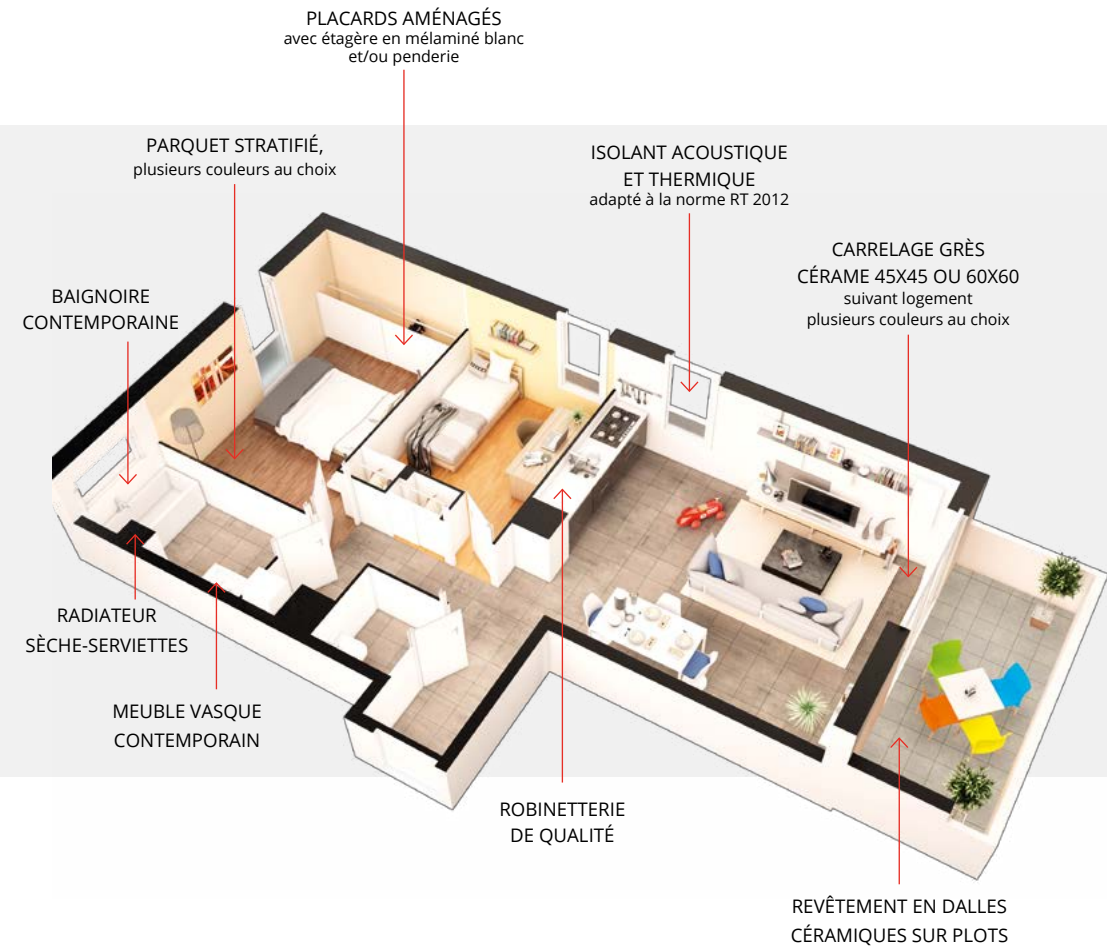 PLACARDS AMÉNAGÉS
avec étagère en mélaminé blanc
et/ou penderie
PARQUET STRATIFIÉ,
plusieurs couleurs au choix
ISOLANT ACOUSTIQUE
ET THERMIQUE
adapté à la norme RT 2012
CARRELAGE GRÈS
CÉRAME 45X45 OU 60X60
suivant logement
plusieurs couleurs au choix
BAIGNOIRE
CONTEMPORAINE
RADIATEUR
SÈCHE-SERVIETTES
MEUBLE VASQUE
CONTEMPORAIN
ROBINETTERIE
DE QUALITÉ
REVÊTEMENT EN DALLES
CÉRAMIQUES SUR PLOTS